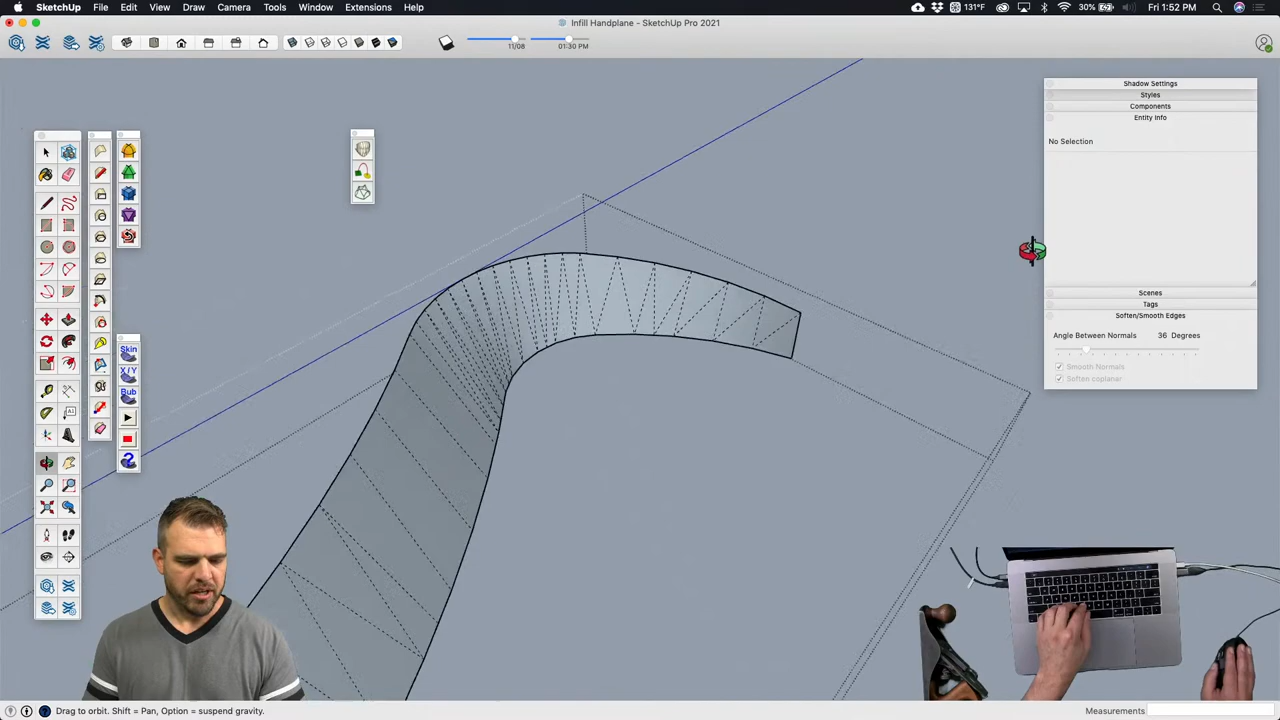 SketchUp File Edit View Draw Camera Tools Window Extensions Help
131°F 30% Fri 1:52 PM
Infill Handplane - SketchUp Pro 2021
11/08 01:30 PM
Shadow Settings
Styles
Components
Entity Info
No Selection
Scenes
Tags
Soften/Smooth Edges
Angle Between Normals 36 Degrees
Smooth Normals
Soften coplanar
Skin
X/Y
Bub
A1
Drag to orbit. Shift = Pan, Option = suspend gravity.
Measurements